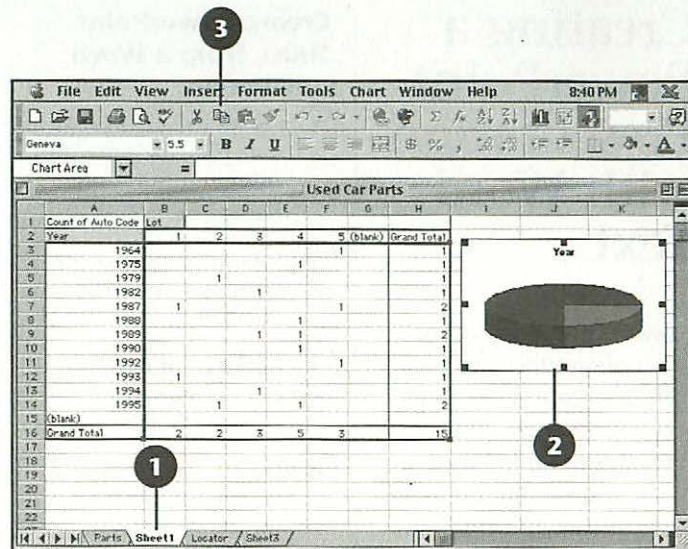 3
File Edit View Insert Format Tools Chart Window Help 8:40 PM
Geneva 5.5 B I U $ % ,
Chart Area =
Used Car Parts
A B C D E F G H I J K
1 Count of Auto Code Lot
2 Year 1 2 3 4 5 (blank) Grand Total
3 1964 1 1
4 1975 1 1
5 1979 1 1
6 1982 1 1
7 1987 1 1 2
8 1988 1 1
9 1989 1 1 2
10 1990 1 1
11 1992 1 1
12 1993 1 1
13 1994 1 1
14 1995 1 1 2
15 (blank)
16 Grand Total 2 2 3 5 3 15
17
18
19
20
21
22
Year
2
1
Parts Sheet1 Locator Sheet3